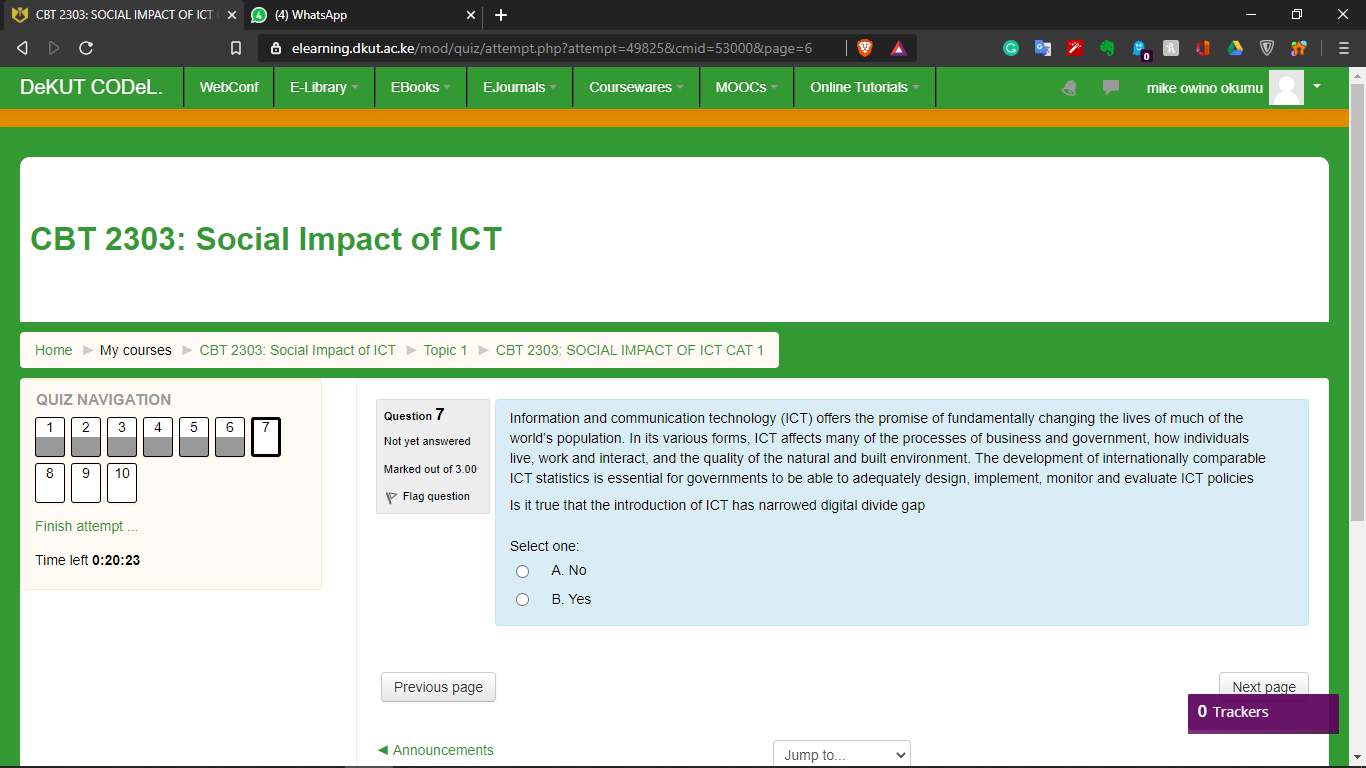 CBT 2303: SOCIAL IMPACT OF ICT
(4) WhatsApp
elearning.dkut.ac.ke/mod/quiz/attempt.php?attempt=49825&cmid=53000&page=6
0
DeKUT CODeL.
WebConf
E-Library
EBooks
EJournals
Coursewares
MOOCs
Online Tutorials
mike owino okumu
CBT 2303: Social Impact of ICT
Home ► My courses ► CBT 2303: Social Impact of ICT ► Topic 1 ► CBT 2303: SOCIAL IMPACT OF ICT CAT 1
QUIZ NAVIGATION
1 2 3 4 5 6 7
8 9 10
Finish attempt ...
Time left 0:20:23
Question 7
Not yet answered
Marked out of 3.00
Flag question
Information and communication technology (ICT) offers the promise of fundamentally changing the lives of much of the
world's population. In its various forms, ICT affects many of the processes of business and government, how individuals
live, work and interact, and the quality of the natural and built environment. The development of internationally comparable
ICT statistics is essential for governments to be able to adequately design, implement, monitor and evaluate ICT policies
Is it true that the introduction of ICT has narrowed digital divide gap
Select one:
A. No
B. Yes
Previous page
Next page
0 Trackers
◄ Announcements
Jump to...